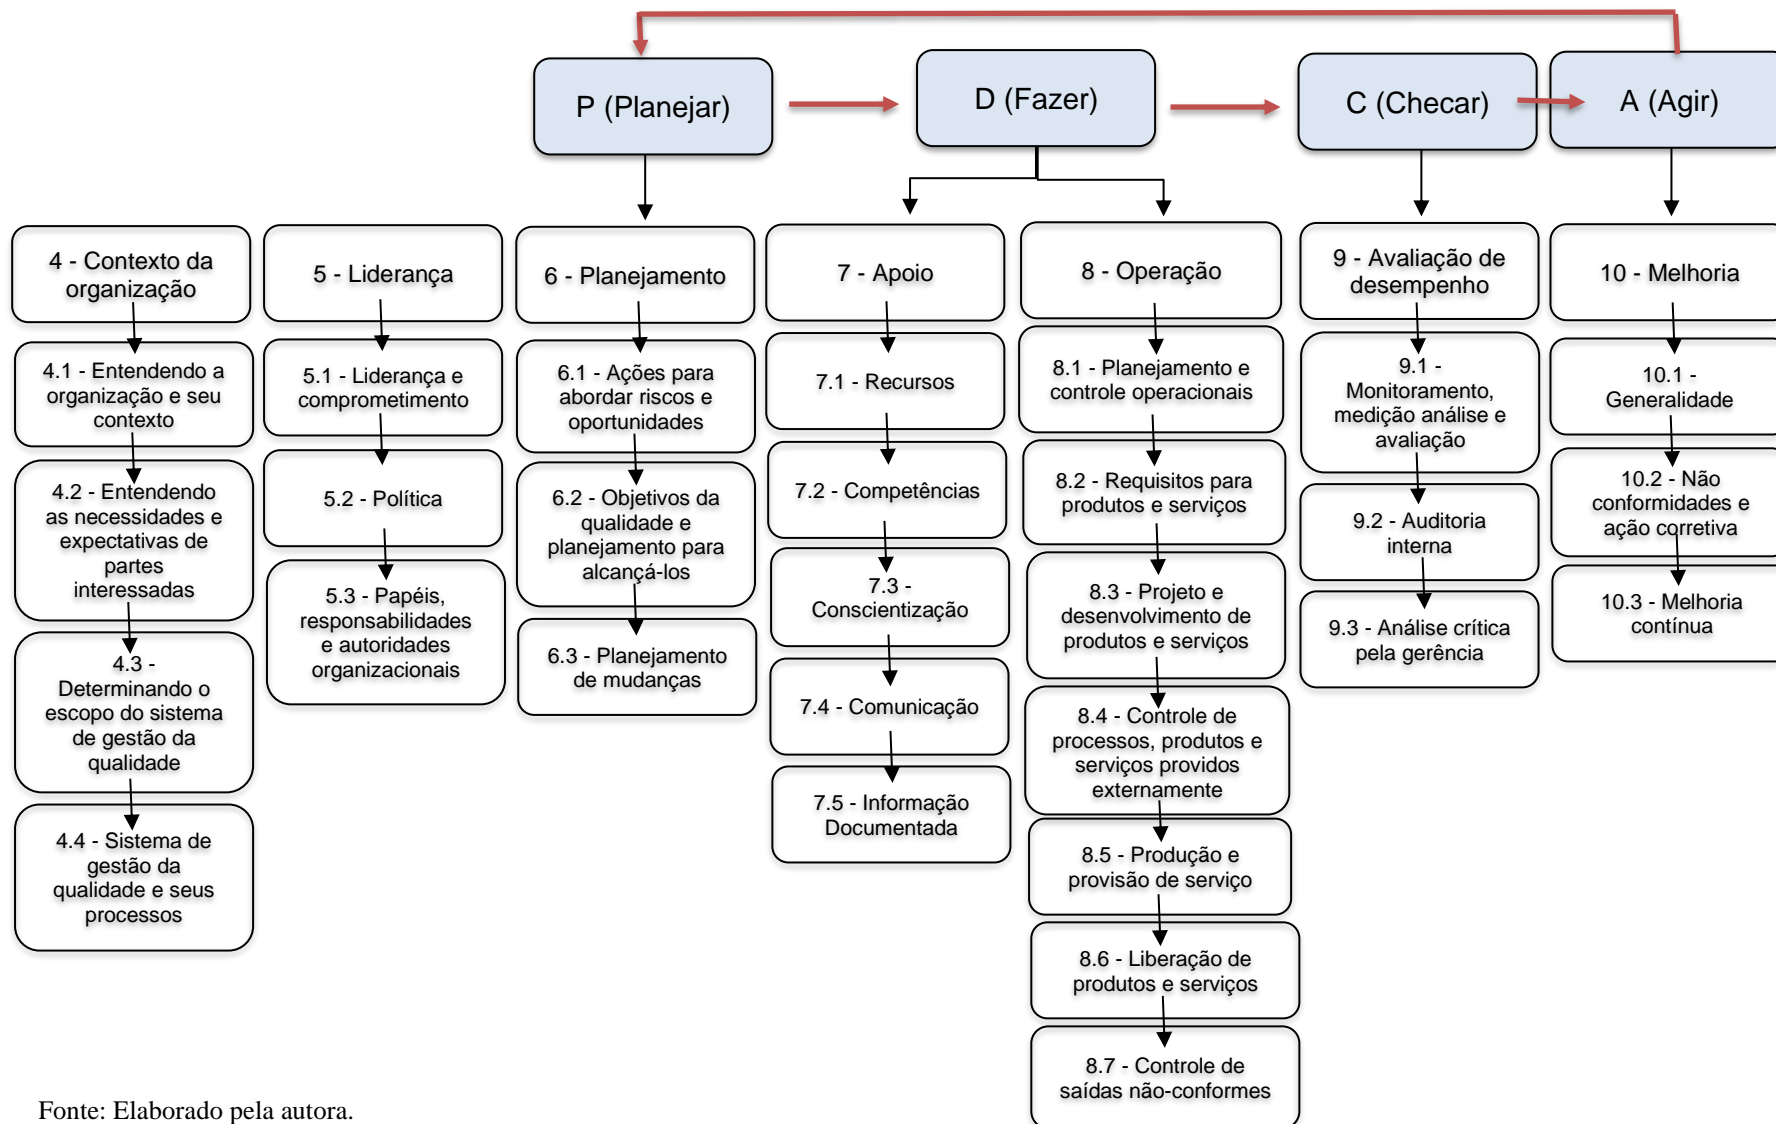 P (Planejar)
D (Fazer)
C (Checar)
A (Agir)
4 - Contexto da
organização
4.1 - Entendendo a
organização e seu
contexto
4.2 - Entendendo
as necessidades e
expectativas de
partes
interessadas
4.3 -
Determinando o
escopo do sistema
de gestão da
qualidade
4.4 - Sistema de
gestão da
qualidade e seus
processos
5 - Liderança
5.1 - Liderança e
comprometimento
5.2 - Política
5.3 - Papéis,
responsabilidades
e autoridades
organizacionais
6 - Planejamento
6.1 - Ações para
abordar riscos e
oportunidades
6.2 - Objetivos da
qualidade e
planejamento para
alcançá-los
6.3 - Planejamento
de mudanças
7 - Apoio
7.1 - Recursos
7.2 - Competências
7.3 -
Conscientização
7.4 - Comunicação
7.5 - Informação
Documentada
8 - Operação
8.1 - Planejamento e
controle operacionais
8.2 - Requisitos para
produtos e serviços
8.3 - Projeto e
desenvolvimento de
produtos e serviços
8.4 - Controle de
processos, produtos e
serviços providos
externamente
8.5 - Produção e
provisão de serviço
8.6 - Liberação de
produtos e serviços
8.7 - Controle de
saídas não-conformes
9 - Avaliação de
desempenho
9.1 -
Monitoramento,
medição análise e
avaliação
9.2 - Auditoria
interna
9.3 - Análise crítica
pela gerência
10 - Melhoria
10.1 -
Generalidade
10.2 - Não
conformidades e
ação corretiva
10.3 - Melhoria
contínua
Fonte: Elaborado pela autora.